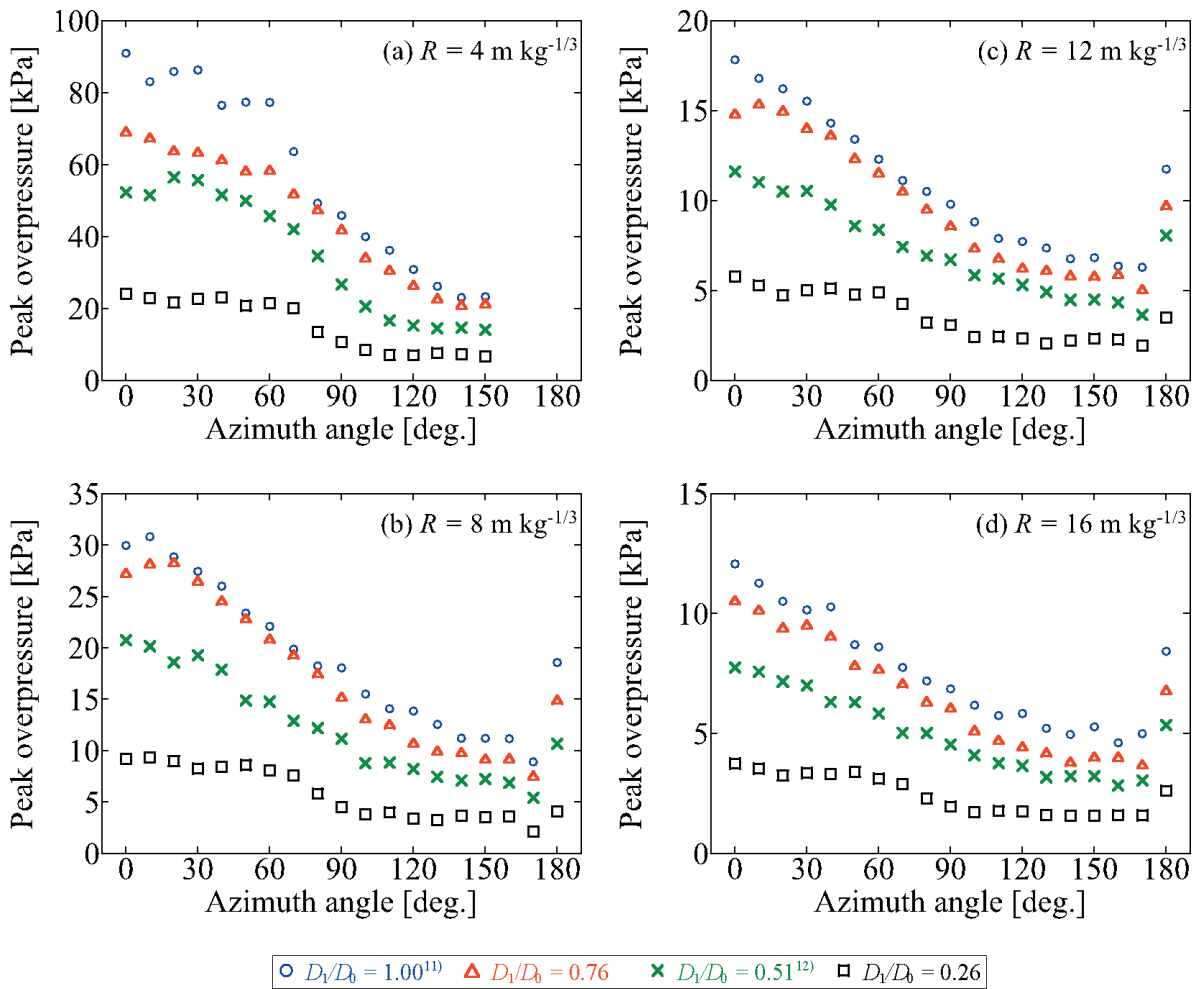 (a) R = 4 m kg-1/3
Peak overpressure [kPa]
100
80
60
40
20
0
0 30 60 90 120 150 180
Azimuth angle [deg.]
(c) R = 12 m kg-1/3
Peak overpressure [kPa]
20
15
10
5
0
0 30 60 90 120 150 180
Azimuth angle [deg.]
(b) R = 8 m kg-1/3
Peak overpressure [kPa]
35
30
25
20
15
10
5
0
0 30 60 90 120 150 180
Azimuth angle [deg.]
(d) R = 16 m kg-1/3
Peak overpressure [kPa]
15
10
5
0
0 30 60 90 120 150 180
Azimuth angle [deg.]
D1/D0 = 1.0011) D1/D0 = 0.76 D1/D0 = 0.5112) D1/D0 = 0.26